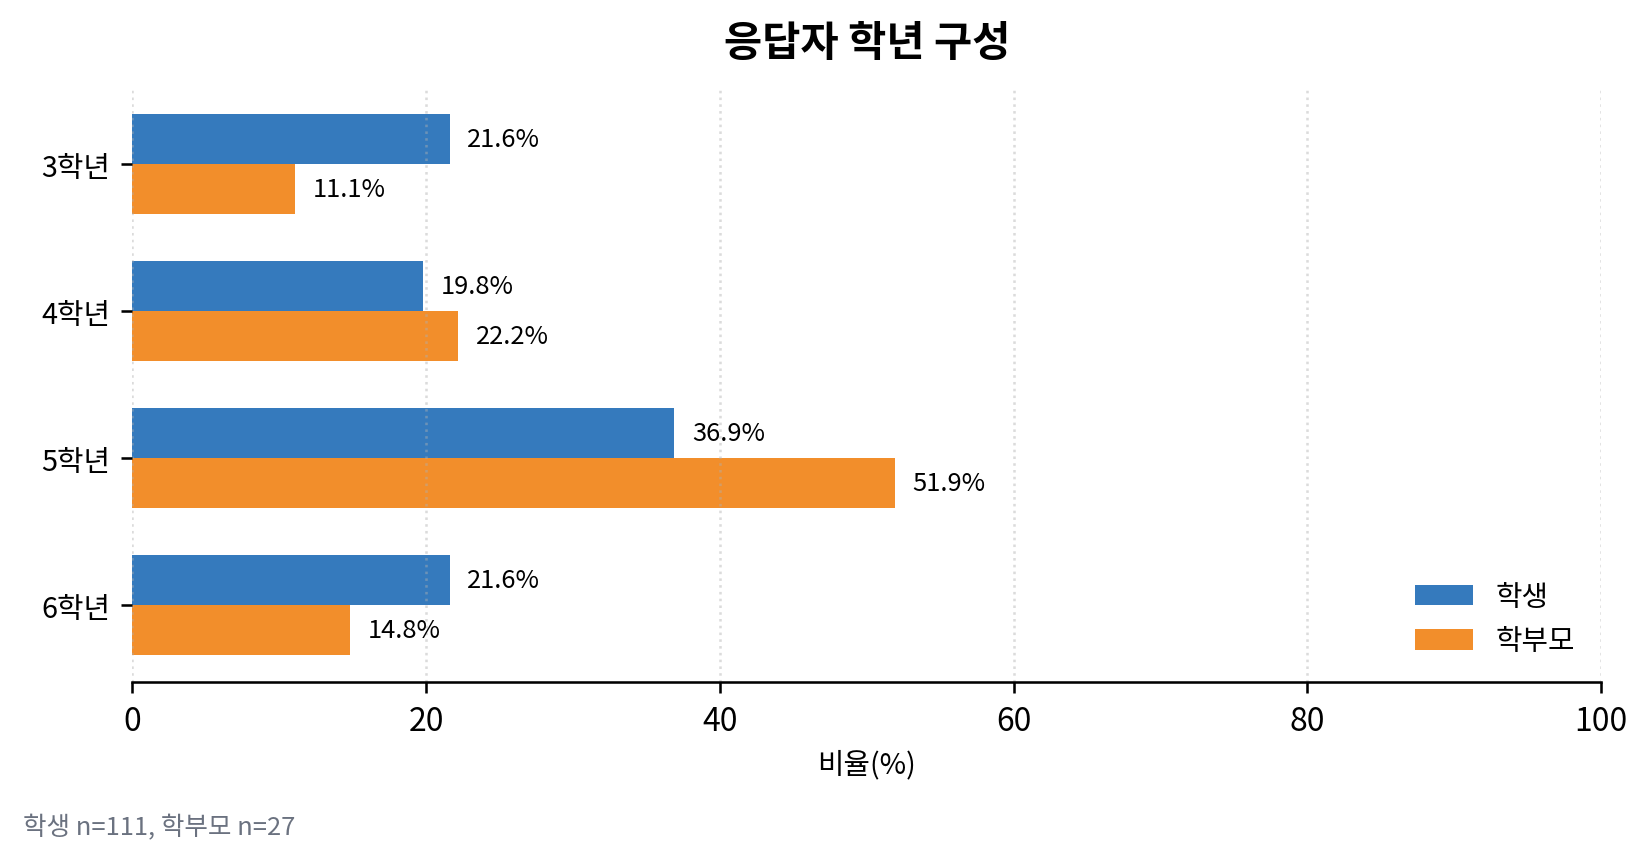 응답자 학년 구성
3학년
21.6%
11.1%
4학년
19.8%
22.2%
5학년
36.9%
51.9%
6학년
21.6%
14.8%
학생
학부모
0 20 40 60 80 100
비율(%)
학생 n=111, 학부모 n=27